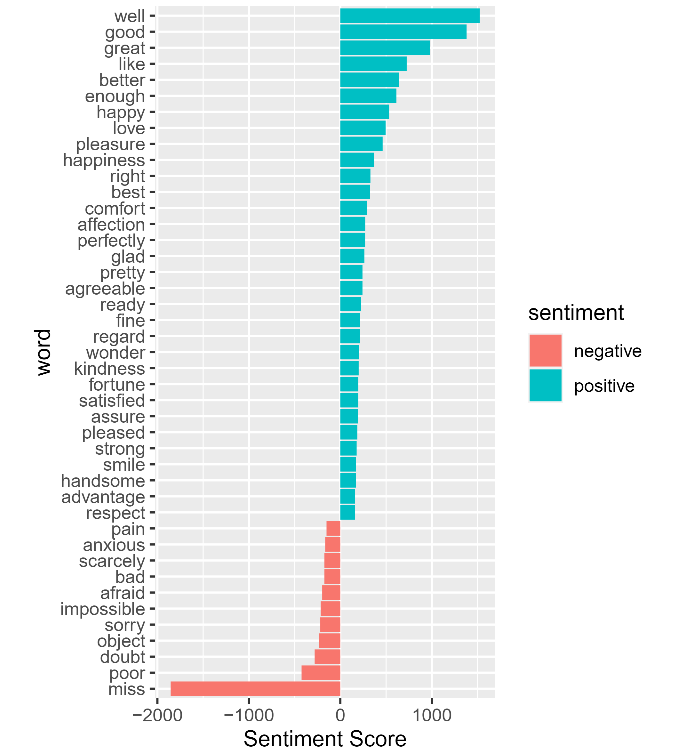 well
good
great
like
better
enough
happy
love
pleasure
happiness
right
best
comfort
affection
perfectly
glad
pretty
agreeable
ready
fine
regard
wonder
kindness
fortune
satisfied
assure
pleased
strong
smile
handsome
advantage
respect
pain
anxious
scarcely
bad
afraid
impossible
sorry
object
doubt
poor
miss
word
−2000 −1000 0 1000
Sentiment Score
sentiment
negative
positive